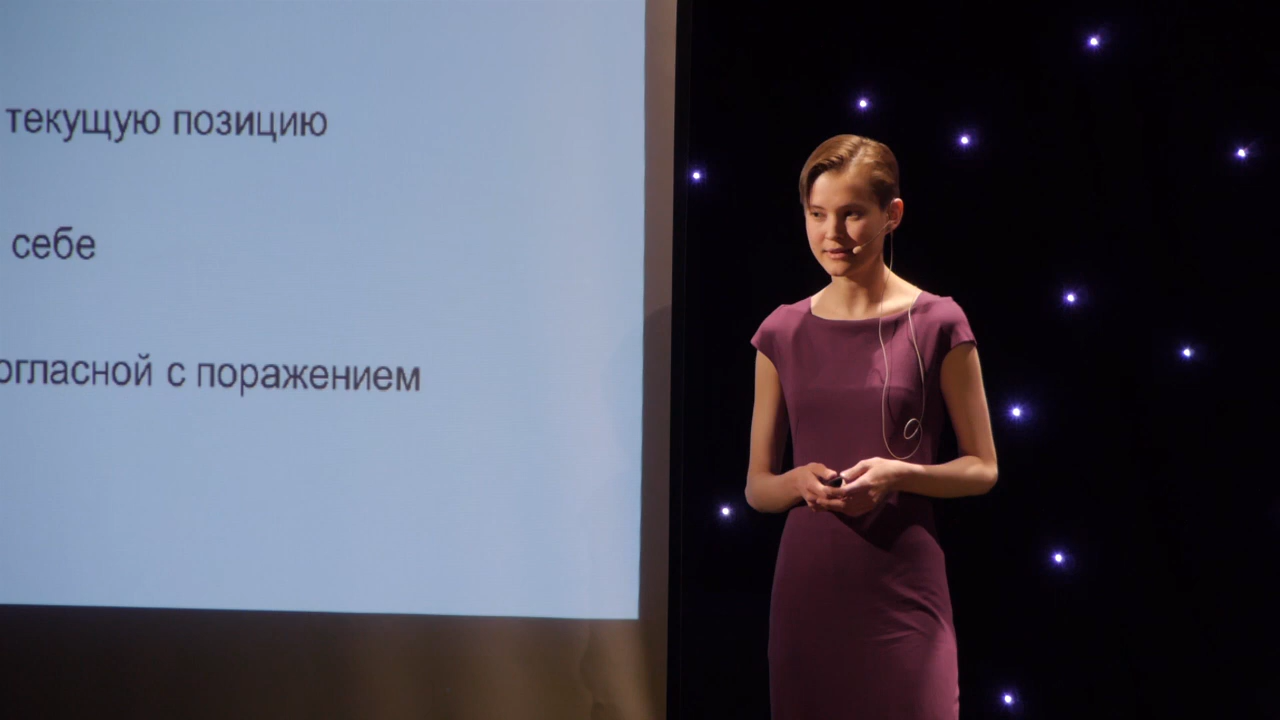 текущую позицию
себе
огласной с поражением